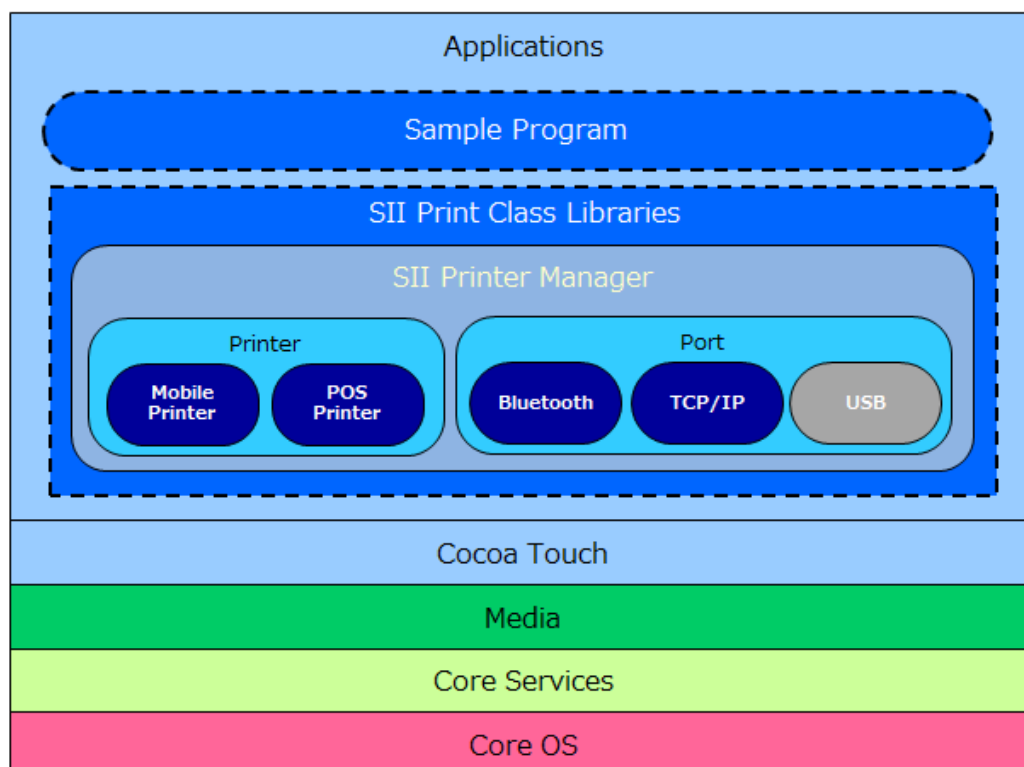 Applications
Sample Program
SII Print Class Libraries
SII Printer Manager
Printer
Mobile
Printer
POS
Printer
Port
Bluetooth
TCP/IP
USB
Cocoa Touch
Media
Core Services
Core OS